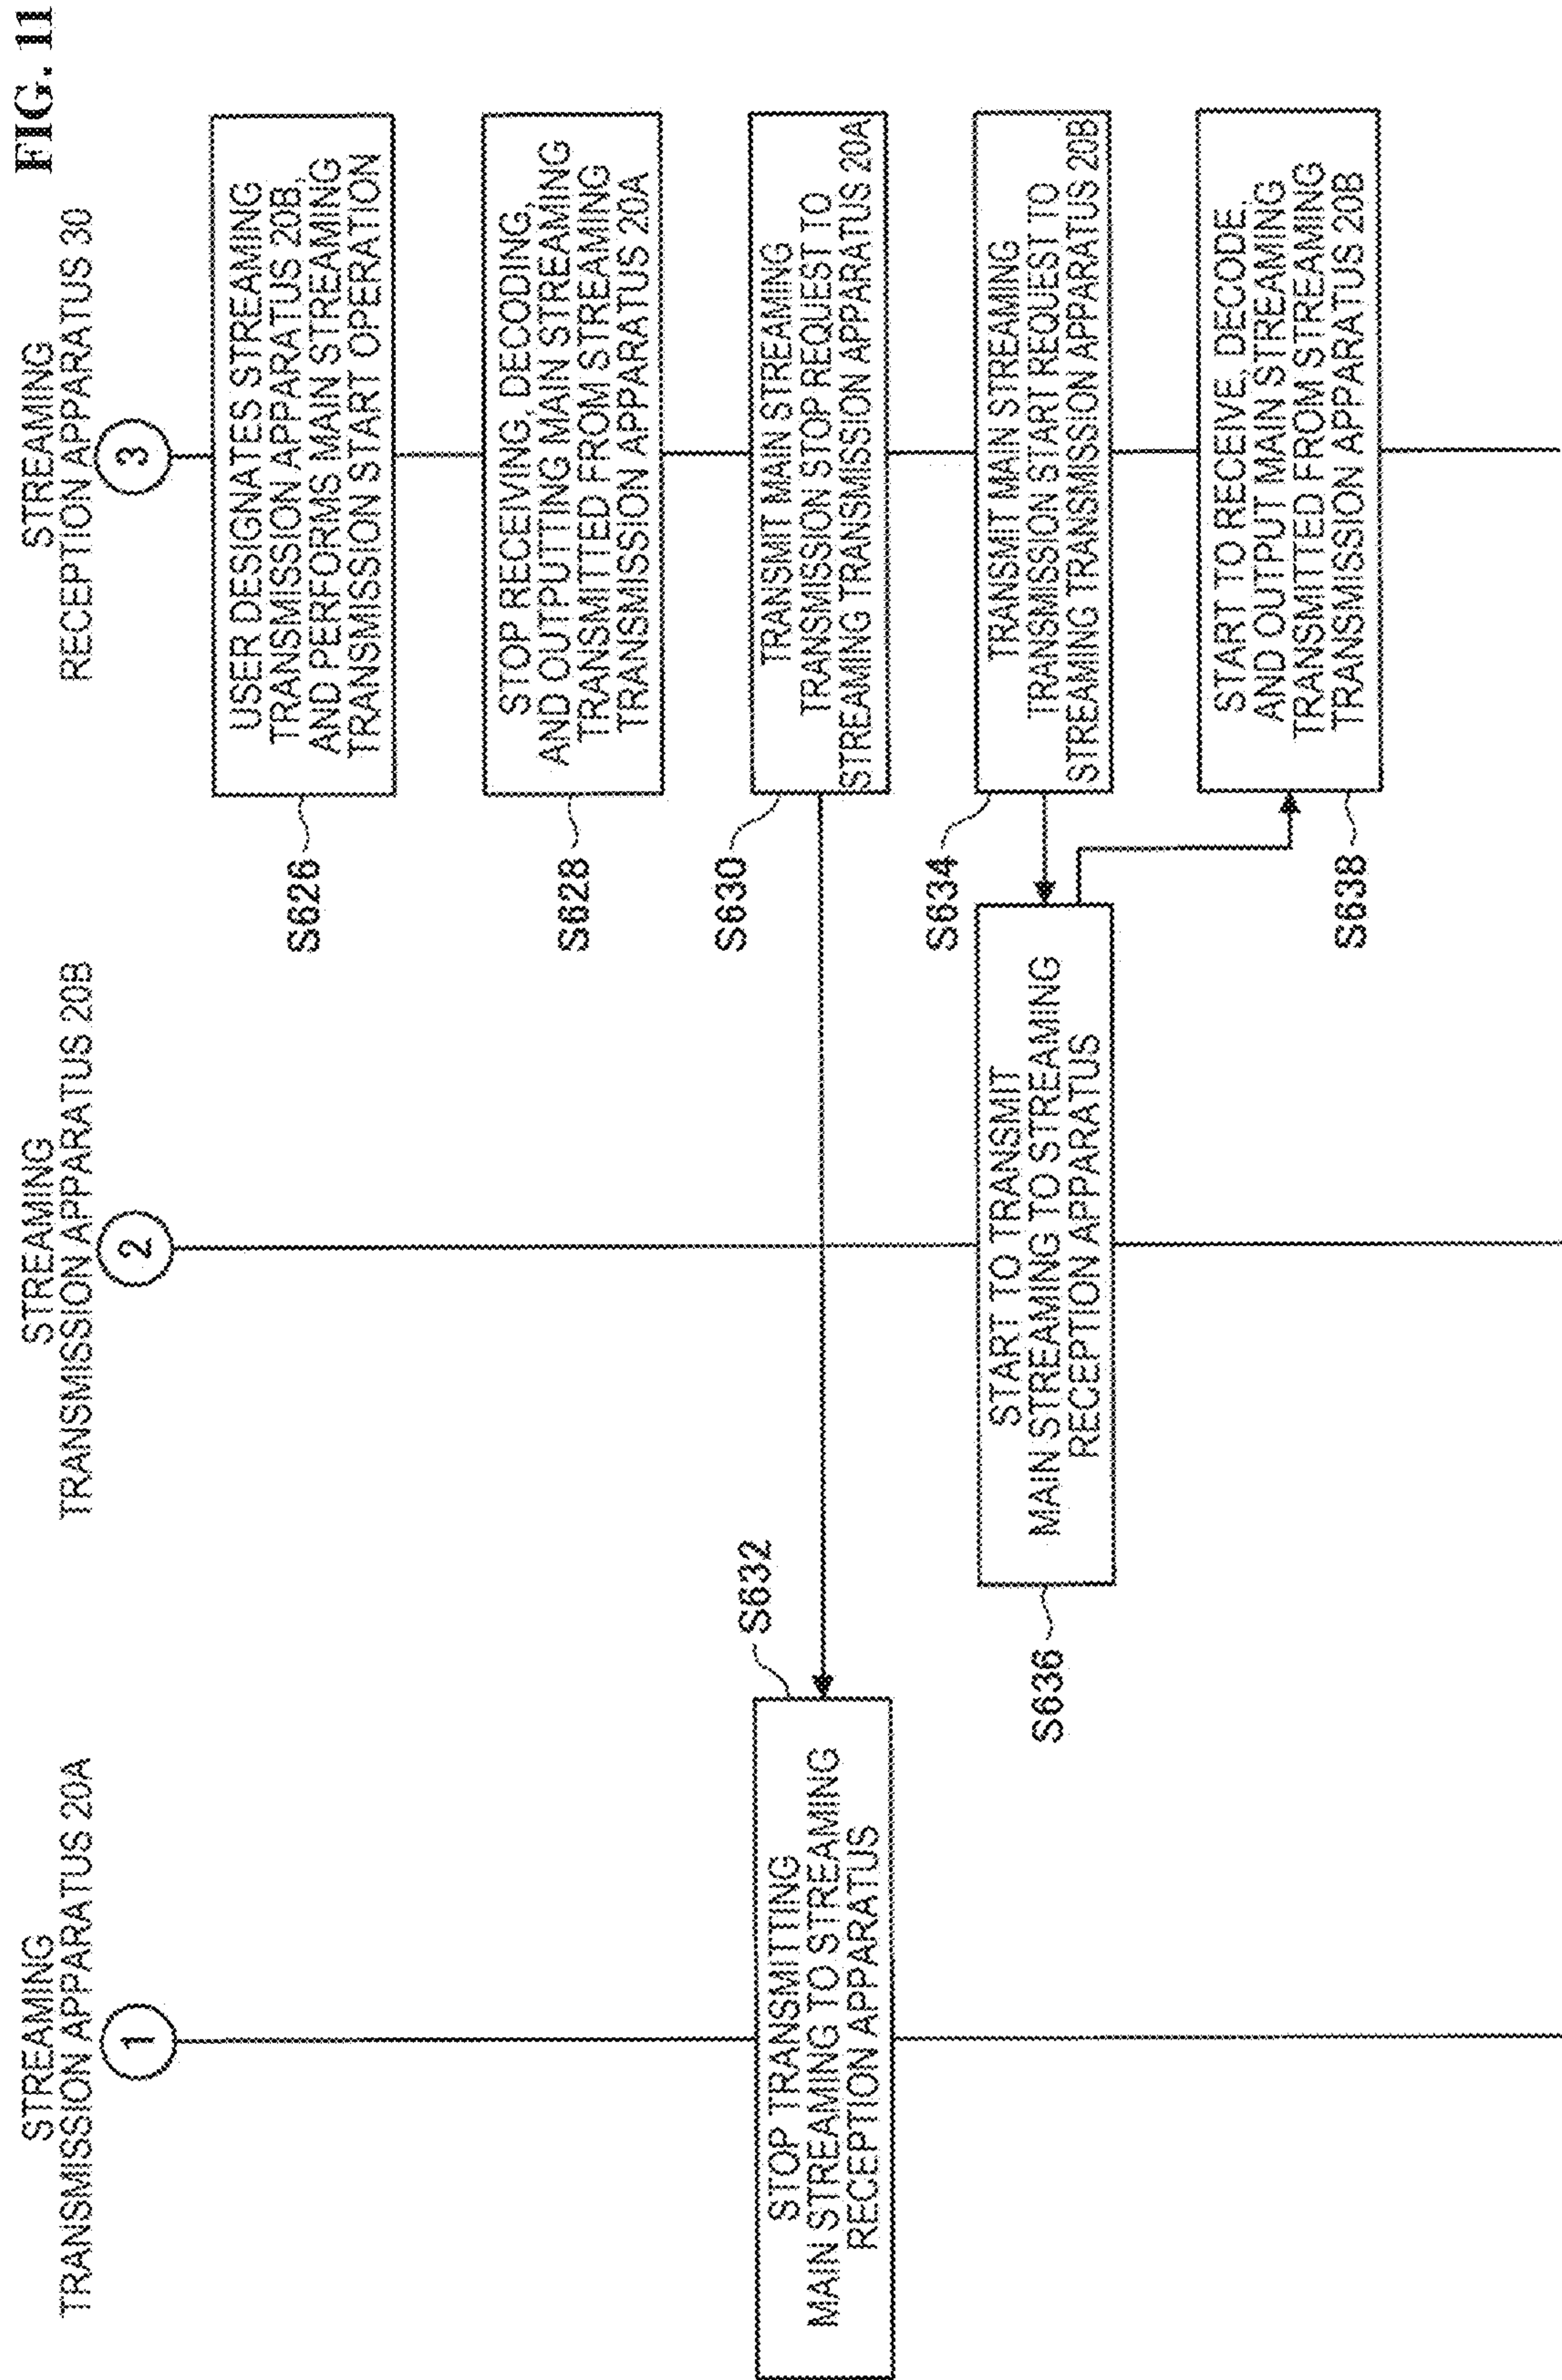 FIG. 11
STREAMING
TRANSMISSION APPARATUS 20A
STREAMING
TRANSMISSION APPARATUS 20B
STREAMING
RECEPTION APPARATUS 30
1
2
3
USER DESIGNATES STREAMING
TRANSMISSION APPARATUS 20B,
AND PERFORMS MAIN STREAMING
TRANSMISSION START OPERATION
S626
STOP RECEIVING, DECODING,
AND OUTPUTTING MAIN STREAMING
TRANSMITTED FROM STREAMING
TRANSMISSION APPARATUS 20A
S628
TRANSMIT MAIN STREAMING
TRANSMISSION STOP REQUEST TO
STREAMING TRANSMISSION APPARATUS 20A
S630
S632
STOP TRANSMITTING
MAIN STREAMING TO STREAMING
RECEPTION APPARATUS
TRANSMIT MAIN STREAMING
TRANSMISSION START REQUEST TO
STREAMING TRANSMISSION APPARATUS 20B
S634
START TO TRANSMIT
MAIN STREAMING TO STREAMING
RECEPTION APPARATUS
S636
START TO RECEIVE, DECODE,
AND OUTPUT MAIN STREAMING
TRANSMITTED FROM STREAMING
TRANSMISSION APPARATUS 20B
S638